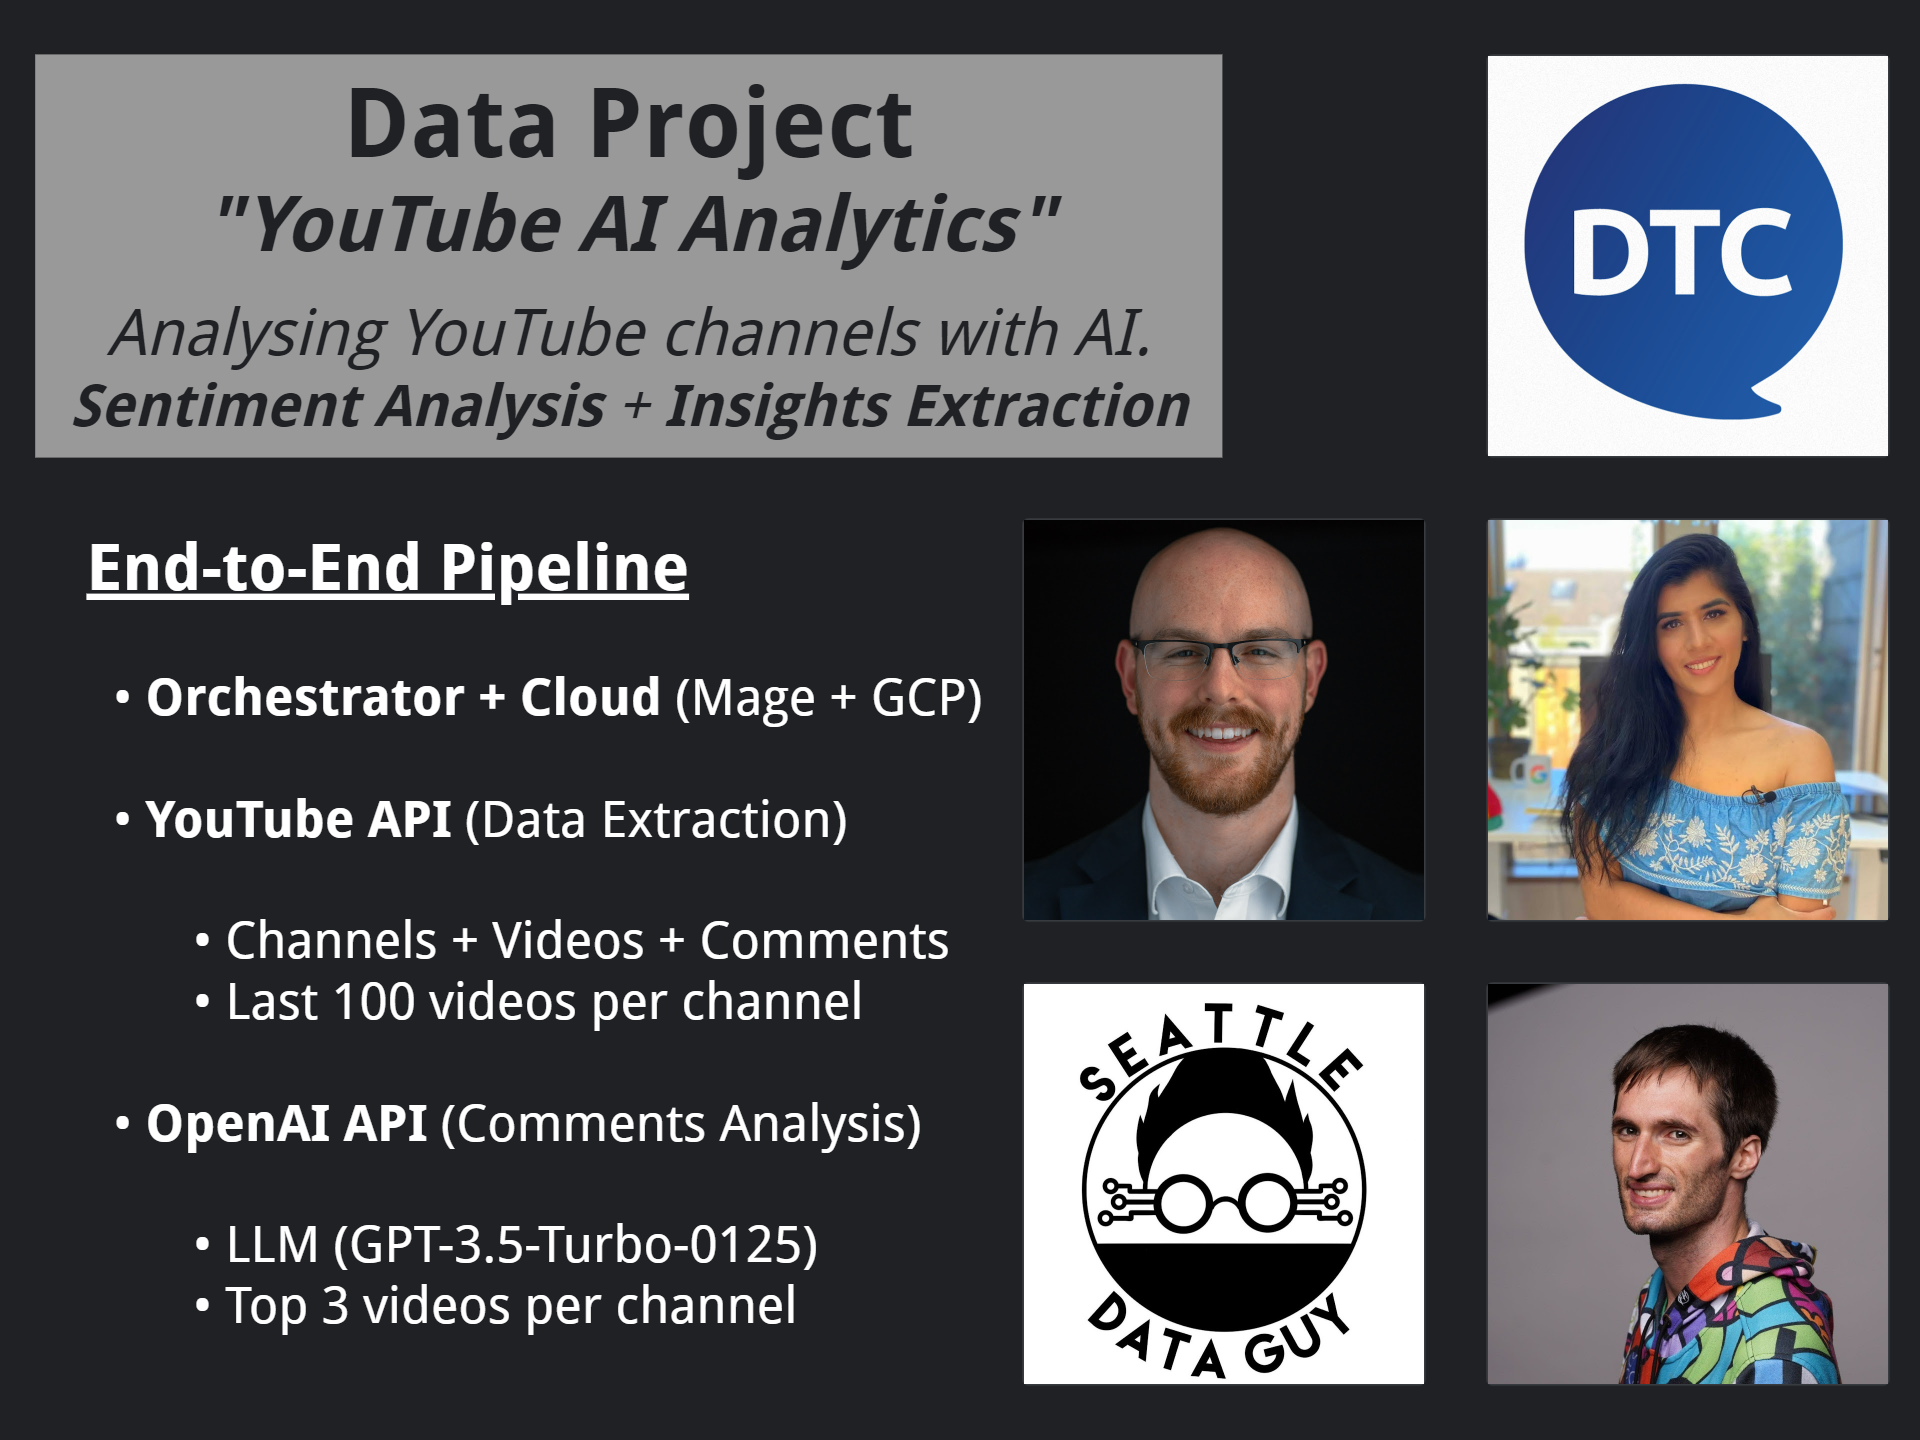 Data Project
"YouTube AI Analytics"
Analysing YouTube channels with AI.
Sentiment Analysis + Insights Extraction
DTC
End-to-End Pipeline
• Orchestrator + Cloud (Mage + GCP)
• YouTube API (Data Extraction)
• Channels + Videos + Comments
• Last 100 videos per channel
• OpenAI API (Comments Analysis)
• LLM (GPT-3.5-Turbo-0125)
• Top 3 videos per channel
G
SEATTLE
DATA GUY